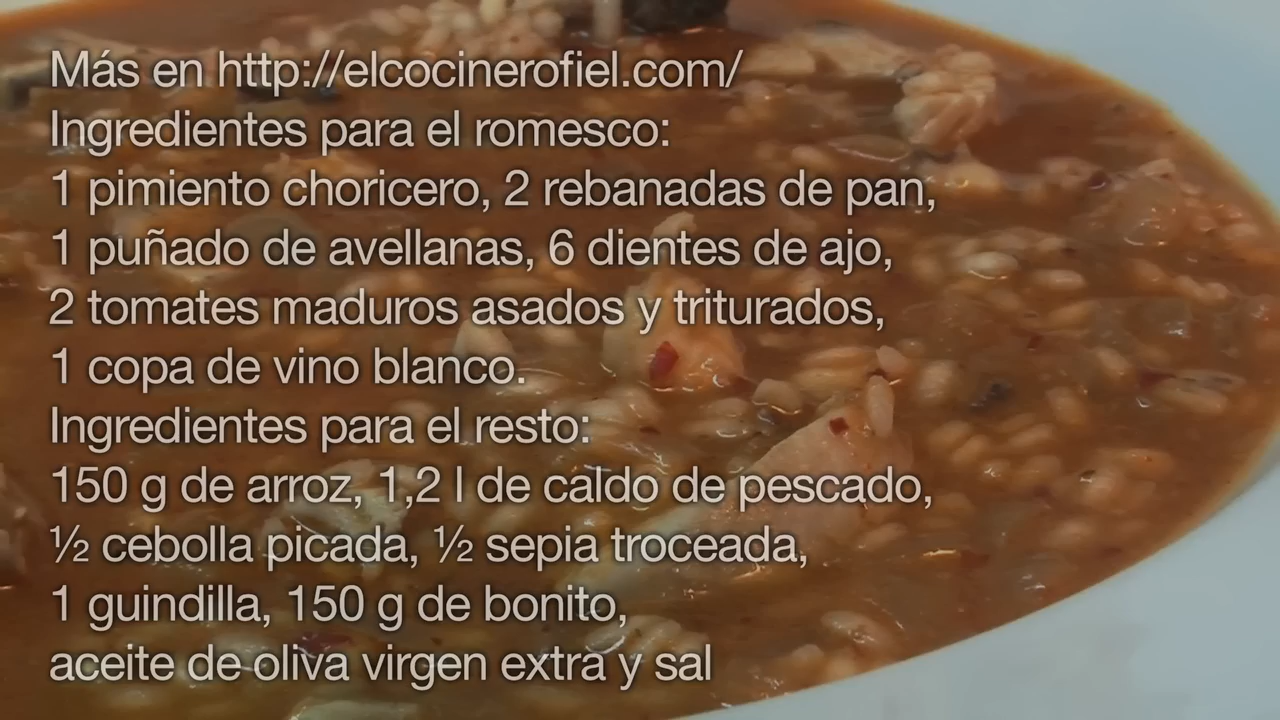 Más en http://elcocinerofiel.com/
Ingredientes para el romesco:
1 pimiento choricero, 2 rebanadas de pan,
1 puñado de avellanas, 6 dientes de ajo,
2 tomates maduros asados y triturados,
1 copa de vino blanco.
Ingredientes para el resto:
150 g de arroz, 1,2 l de caldo de pescado,
½ cebolla picada, ½ sepia troceada,
1 guindilla, 150 g de bonito,
aceite de oliva virgen extra y sal